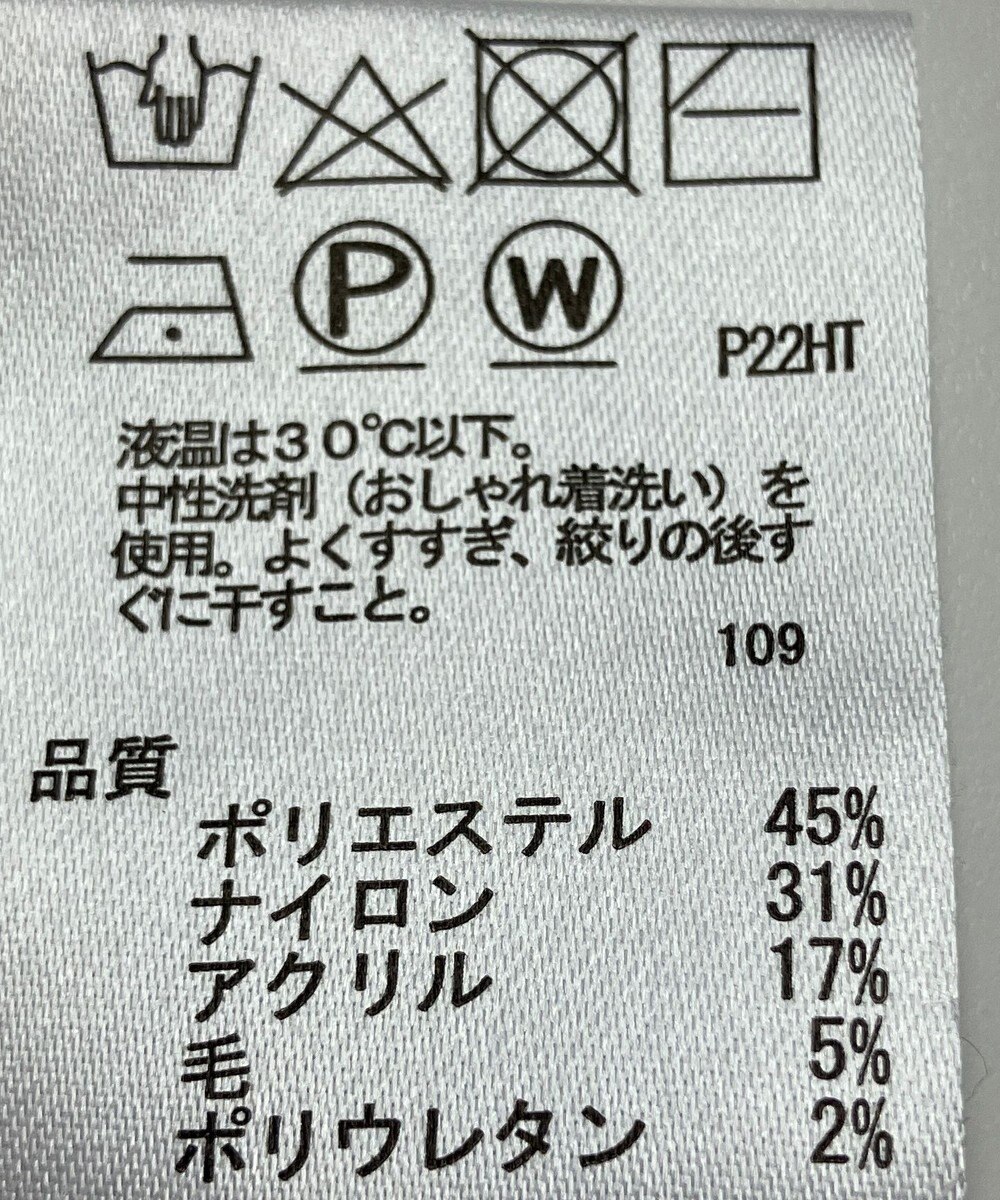 P
W
P22HT
液温は３０℃以下。
中性洗剤（おしゃれ着洗い）を
使用。よくすすぎ、絞りの後す
ぐに干すこと。
109
品質
ポリエステル 45%
ナイロン 31%
アクリル 17%
毛 5%
ポリウレタン 2%